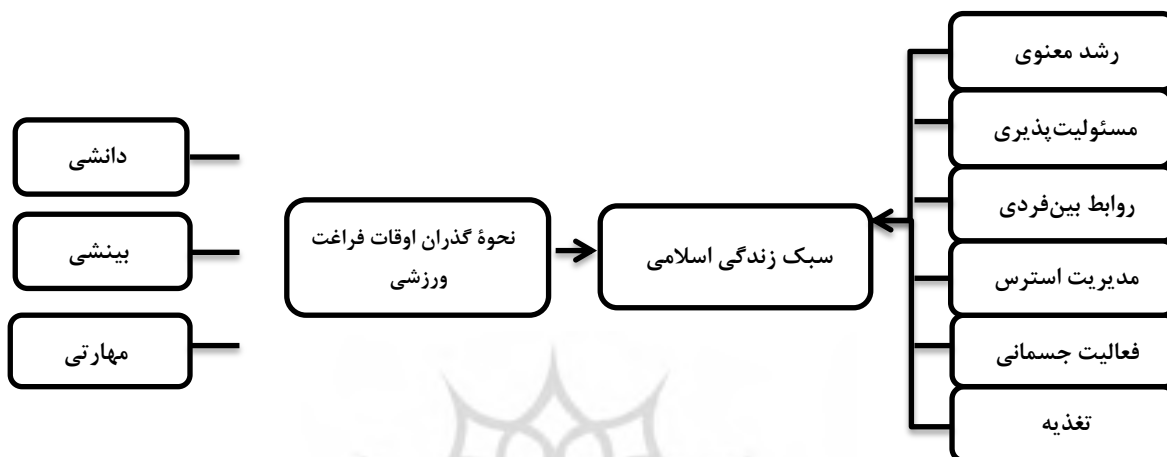 رشد معنوی
مسئولیت‌پذیری
روابط بین‌فردی
مدیریت استرس
فعالیت جسمانی
تغذیه
سبک زندگی اسلامی
نحوهٔ گذران اوقات فراغت
ورزشی
دانشی
بینشی
مهارتی